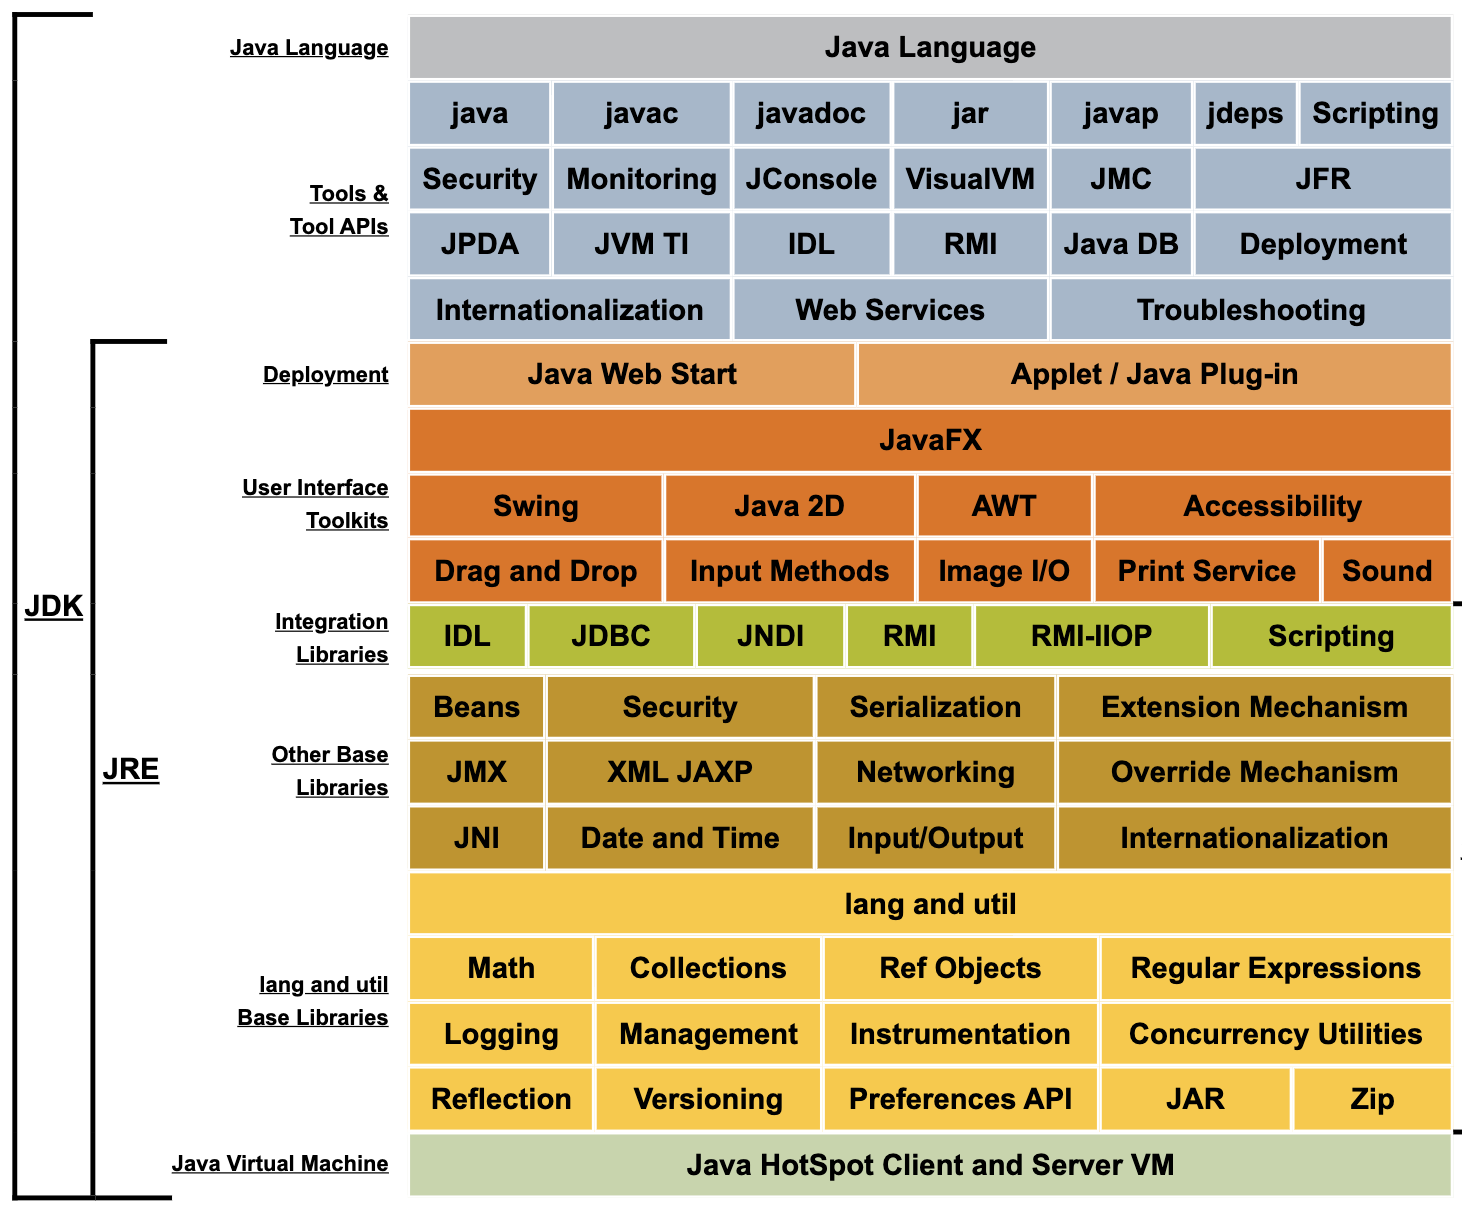 Java Language
Java Language
java javac javadoc jar javap jdeps Scripting
Tools &
Tool APIs
Security Monitoring JConsole VisualVM JMC JFR
JPDA JVM TI IDL RMI Java DB Deployment
Internationalization Web Services Troubleshooting
Deployment
Java Web Start Applet / Java Plug-in
JavaFX
User Interface
Toolkits
Swing Java 2D AWT Accessibility
Drag and Drop Input Methods Image I/O Print Service Sound
JDK
Integration
Libraries
IDL JDBC JNDI RMI RMI-IIOP Scripting
Beans Security Serialization Extension Mechanism
JRE
Other Base
Libraries
JMX XML JAXP Networking Override Mechanism
JNI Date and Time Input/Output Internationalization
lang and util
lang and util
Base Libraries
Math Collections Ref Objects Regular Expressions
Logging Management Instrumentation Concurrency Utilities
Reflection Versioning Preferences API JAR Zip
Java Virtual Machine
Java HotSpot Client and Server VM